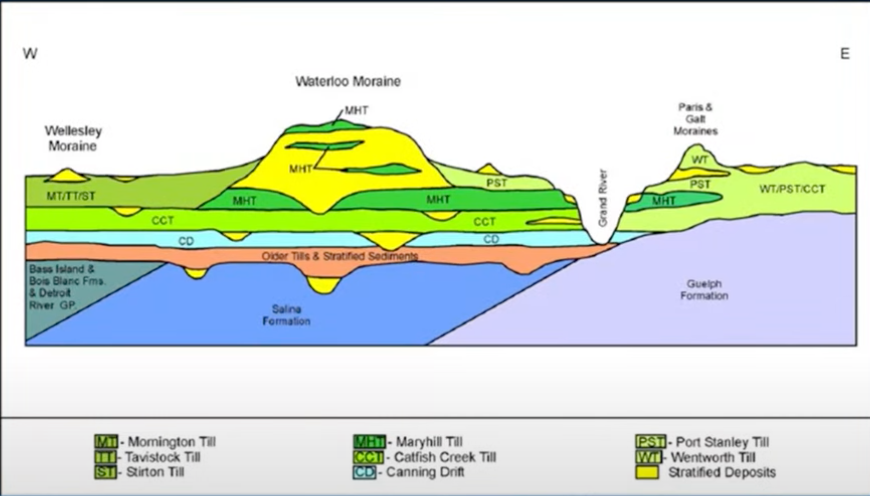 W
E
Waterloo Moraine
MHT
Paris &
Galt
Moraines
Wellesley
Moraine
WT
MHT
PST
PST
WT/PST/CCT
MT/TT/ST
MHT
MHT
MHT
Grand River
CCT
CCT
CD
CD
Older Tills & Stratified Sediments
Bass Island &
Bois Blanc Fms.
& Detroit
River GP.
Guelph
Formation
Salina
Formation
MT - Mornington Till
TT - Tavistock Till
ST - Stirton Till
MHT - Maryhill Till
CCT - Catfish Creek Till
CD - Canning Drift
PST - Port Stanley Till
WT - Wentworth Till
Stratified Deposits